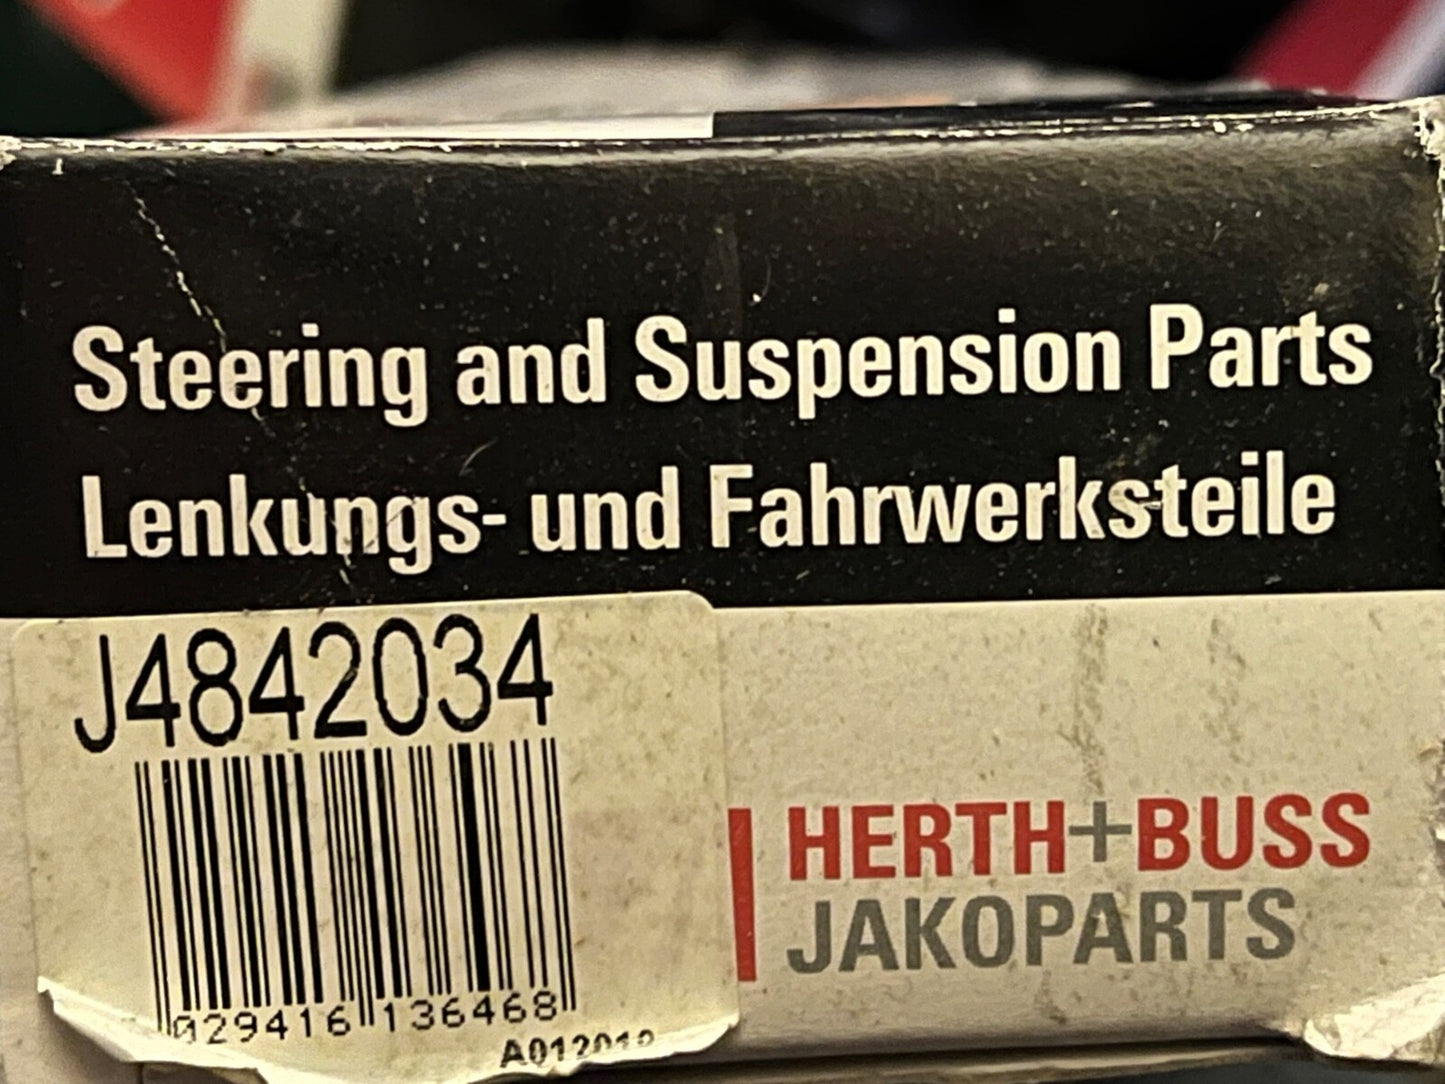 Steering and Suspension Parts
Lenkungs- und Fahrwerksteile
J4842034
HERTH+BUSS
JAKOPARTS
029416 136468